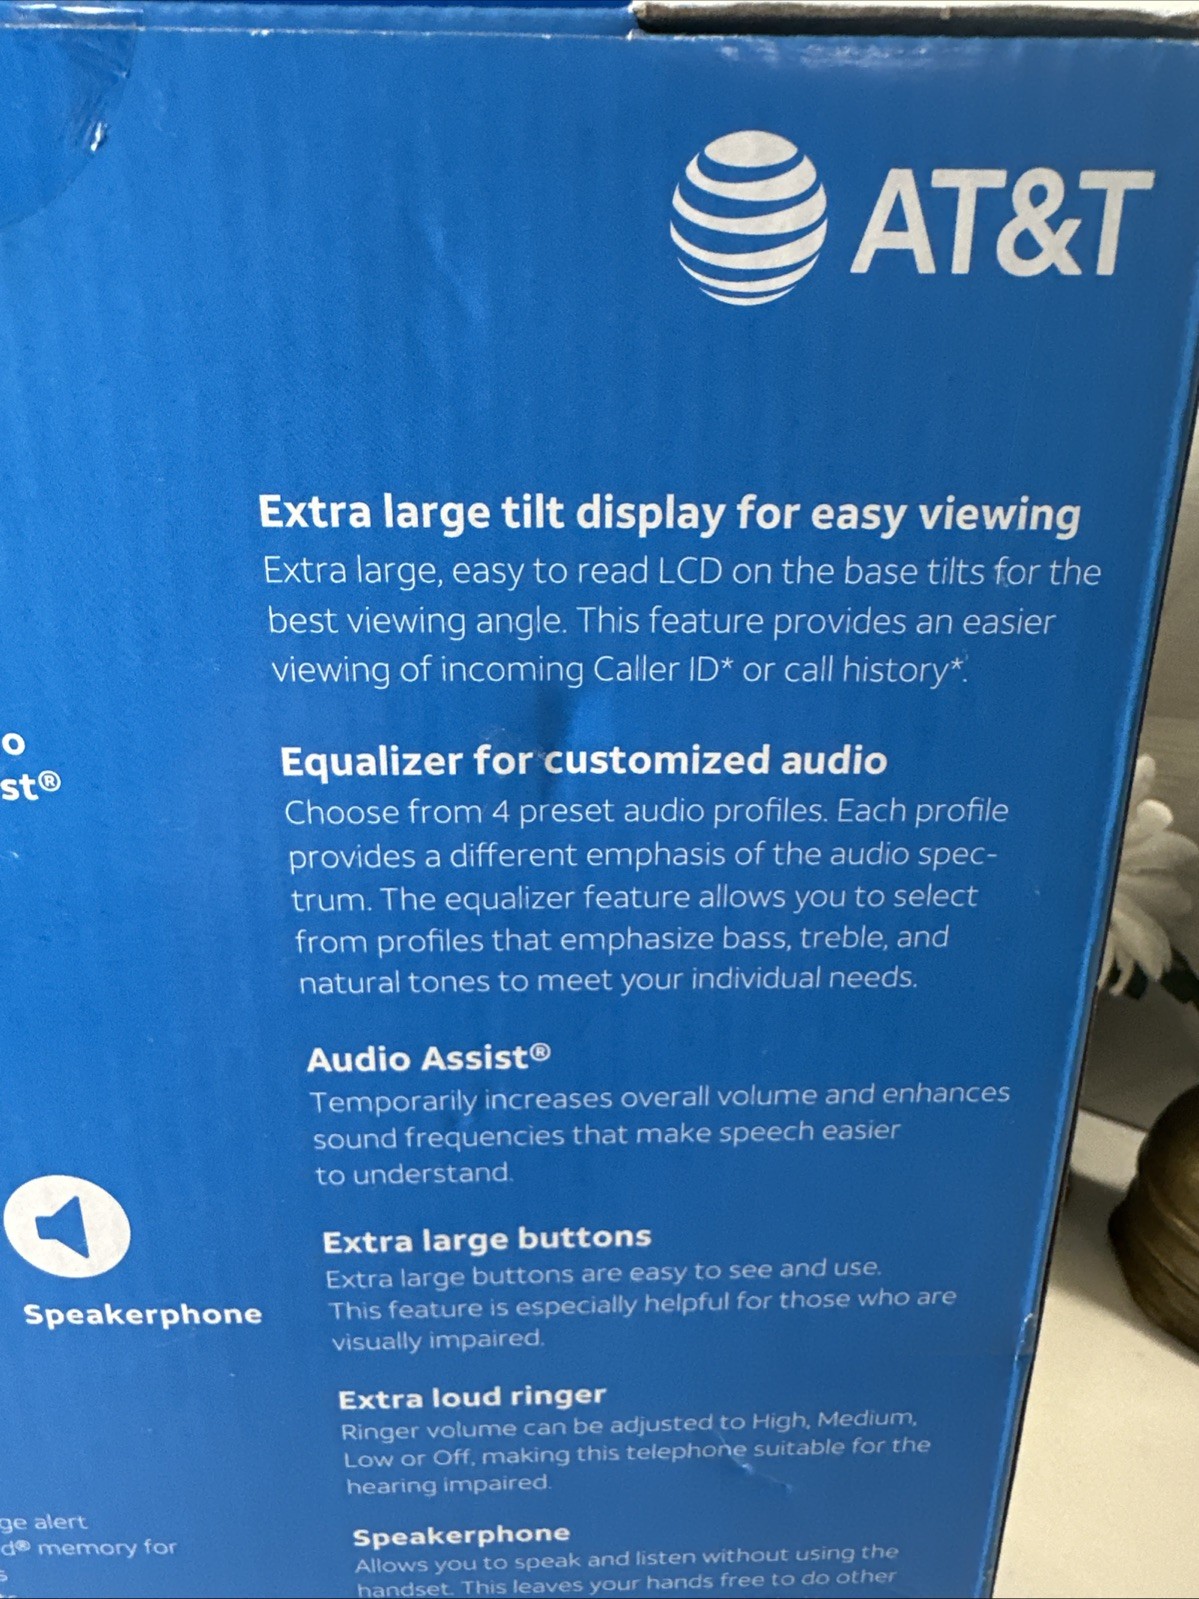 AT&T
Extra large tilt display for easy viewing
Extra large, easy to read LCD on the base tilts for the
best viewing angle. This feature provides an easier
viewing of incoming Caller ID* or call history*.
Equalizer for customized audio
Choose from 4 preset audio profiles. Each profile
provides a different emphasis of the audio spec-
trum. The equalizer feature allows you to select
from profiles that emphasize bass, treble, and
natural tones to meet your individual needs.
Audio Assist®
Temporarily increases overall volume and enhances
sound frequencies that make speech easier
to understand.
Extra large buttons
Extra large buttons are easy to see and use.
This feature is especially helpful for those who are
visually impaired.
Extra loud ringer
Ringer volume can be adjusted to High, Medium,
Low or Off, making this telephone suitable for the
hearing impaired.
Speakerphone
Allows you to speak and listen without using the
handset. This leaves your hands free to do other
o
st®
Speakerphone
ge alert
d® memory for
s